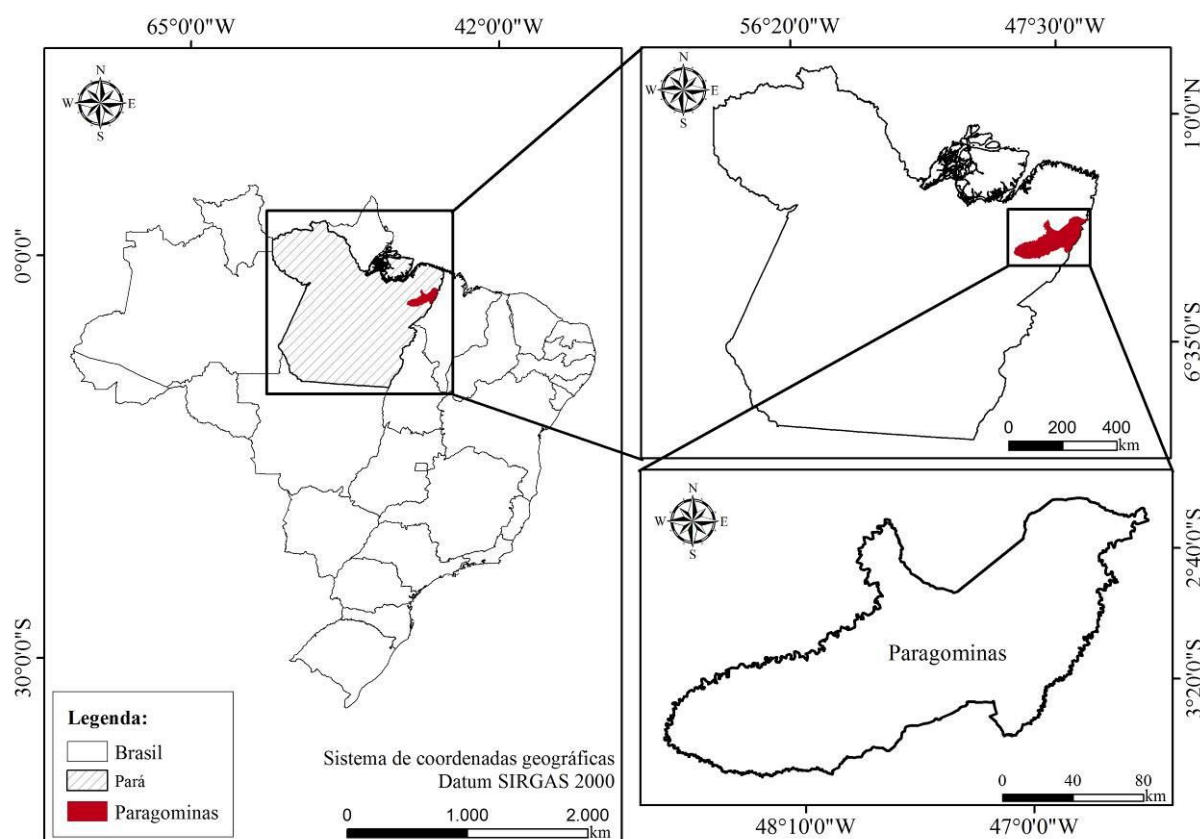 65°0'0"W
42°0'0"W
0°0'0"
30°0'0"S
N
W
E
S
Legenda:
Brasil
Pará
Paragominas
Sistema de coordenadas geográficas
Datum SIRGAS 2000
0
1.000
2.000
km
56°20'0"W
47°30'0"W
N
W
E
S
1°0'0"N
6°35'0"S
0
200
400
km
N
W
E
S
Paragominas
2°40'0"S
3°20'0"S
0
40
80
km
48°10'0"W
47°0'0"W